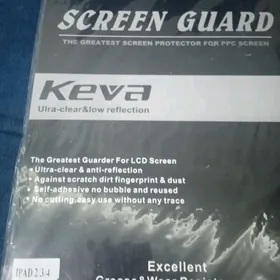 SCREEN GUARD
THE GREATEST SCREEN PROTECTOR FOR PPC SCREEN
Keva
Ulra-clear&low reflection
The Greatest Guarder For LCD Screen
Ultra-clear & anti-reflection
Against scratch dirt fingerprint & dust
Self-adhesive no bubble and reused
No cutting,easy use without any trace
IPAD 2\3\4
Excellent